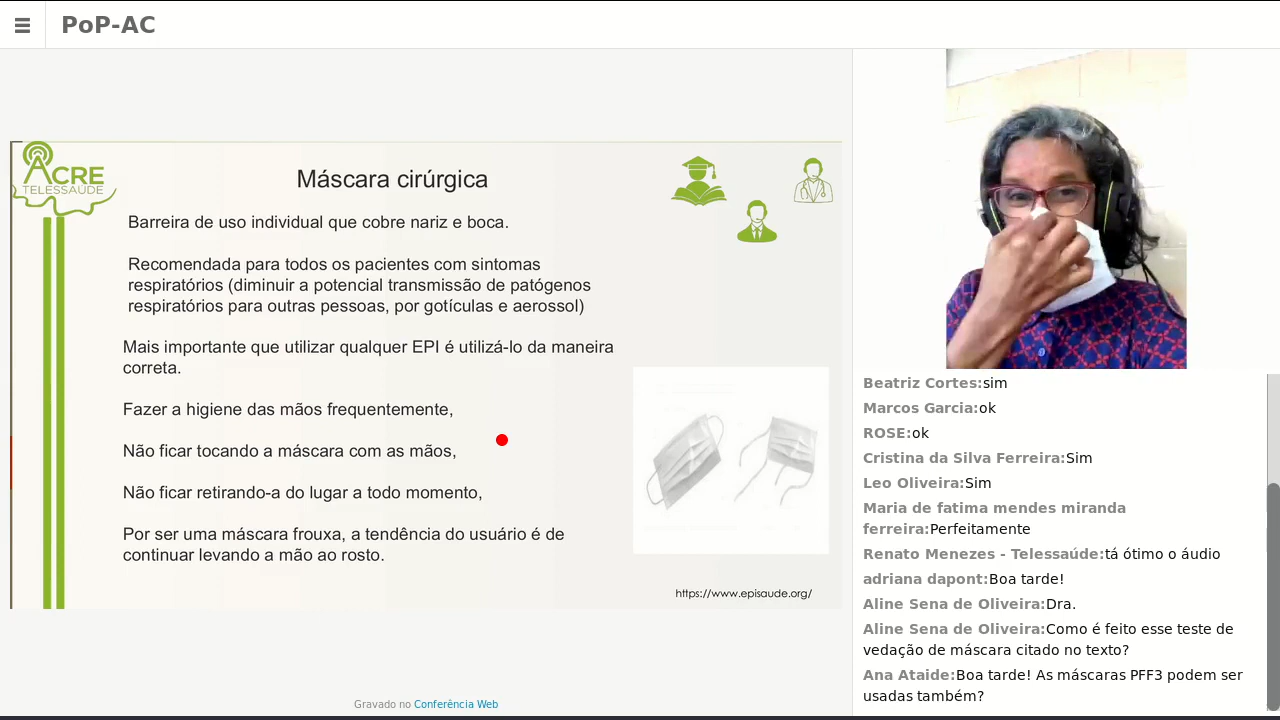 PoP-AC
ACRE
TELESSAÚDE
Máscara cirúrgica
Barreira de uso individual que cobre nariz e boca.
Recomendada para todos os pacientes com sintomas
respiratórios (diminuir a potencial transmissão de patógenos
respiratórios para outras pessoas, por gotículas e aerossol)
Mais importante que utilizar qualquer EPI é utilizá-lo da maneira
correta.
Fazer a higiene das mãos frequentemente,
Não ficar tocando a máscara com as mãos,
Não ficar retirando-a do lugar a todo momento,
Por ser uma máscara frouxa, a tendência do usuário é de
continuar levando a mão ao rosto.
https://www.episaude.org/
Gravado no Conferência Web
Beatriz Cortes:sim
Marcos Garcia:ok
ROSE:ok
Cristina da Silva Ferreira:Sim
Leo Oliveira:Sim
Maria de fatima mendes miranda
ferreira:Perfeitamente
Renato Menezes - Telessaúde:tá ótimo o áudio
adriana dapont:Boa tarde!
Aline Sena de Oliveira:Dra.
Aline Sena de Oliveira:Como é feito esse teste de
vedação de máscara citado no texto?
Ana Ataide:Boa tarde! As máscaras PFF3 podem ser
usadas também?